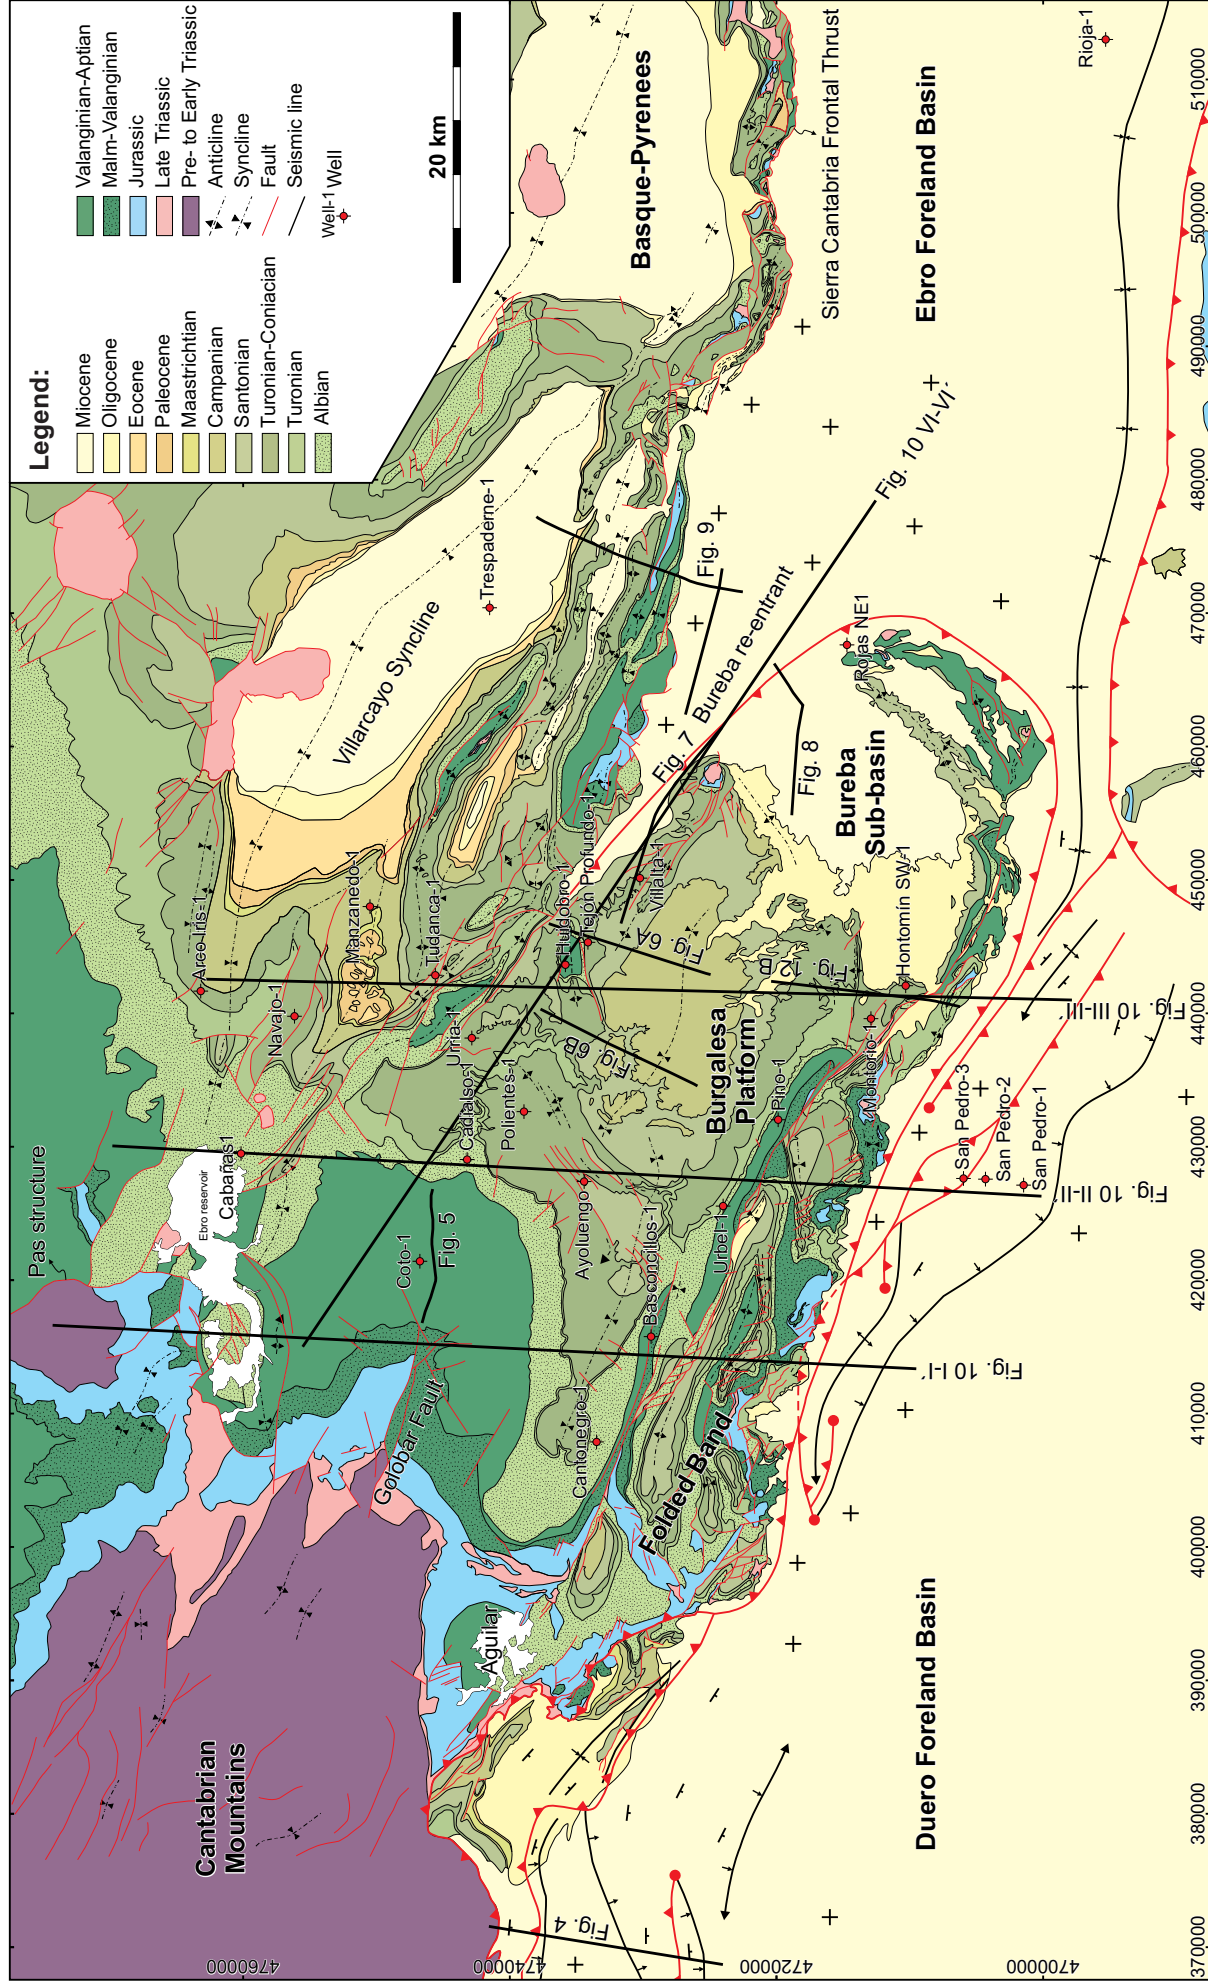 Legend:
Miocene
Oligocene
Eocene
Paleocene
Maastrichtian
Campanian
Santonian
Turonian-Coniacian
Turonian
Albian
Valanginian-Aptian
Malm-Valanginian
Jurassic
Late Triassic
Pre- to Early Triassic
Anticline
Syncline
Fault
Seismic line
Well-1 Well
20 km
Cantabrian
Mountains
Pas structure
Ebro reservoir
Cabañas1
Arco Iris-1
Navajo-1
Manzanedo-1
Villarcayo Syncline
Trespaderne-1
Basque-Pyrenees
Coto-1
Fig. 5
Golobar Fault
Tudanca-1
Urria-1
Cadialso-1
Polientes-1
Aguilar
Cantonegro-1
Ayoluengo
Basconcillos-1
Huidobro-1
Tejon Profundo-1
Villalta-1
Fig. 6A
Fig. 6B
Fig. 7
Bureba re-entrant
Fig. 9
Fig. 8
Fig. 10 VI-VI´
Sierra Cantabria Frontal Thrust
Folded Band
Urbel-1
Burgalesa
Platform
Pino-1
Fig. 12B
Bureba
Sub-basin
Rojas NE1
Hontomin SW-1
Montorio-1
San Pedro-3
San Pedro-2
San Pedro-1
Fig. 4
Fig. 10 I-I´
Fig. 10 II-II´
Fig. 10 III-III´
Duero Foreland Basin
Ebro Foreland Basin
Rioja-1
4760000
4740000
4720000
4700000
370000
380000
390000
400000
410000
420000
430000
440000
450000
460000
470000
480000
490000
500000
510000